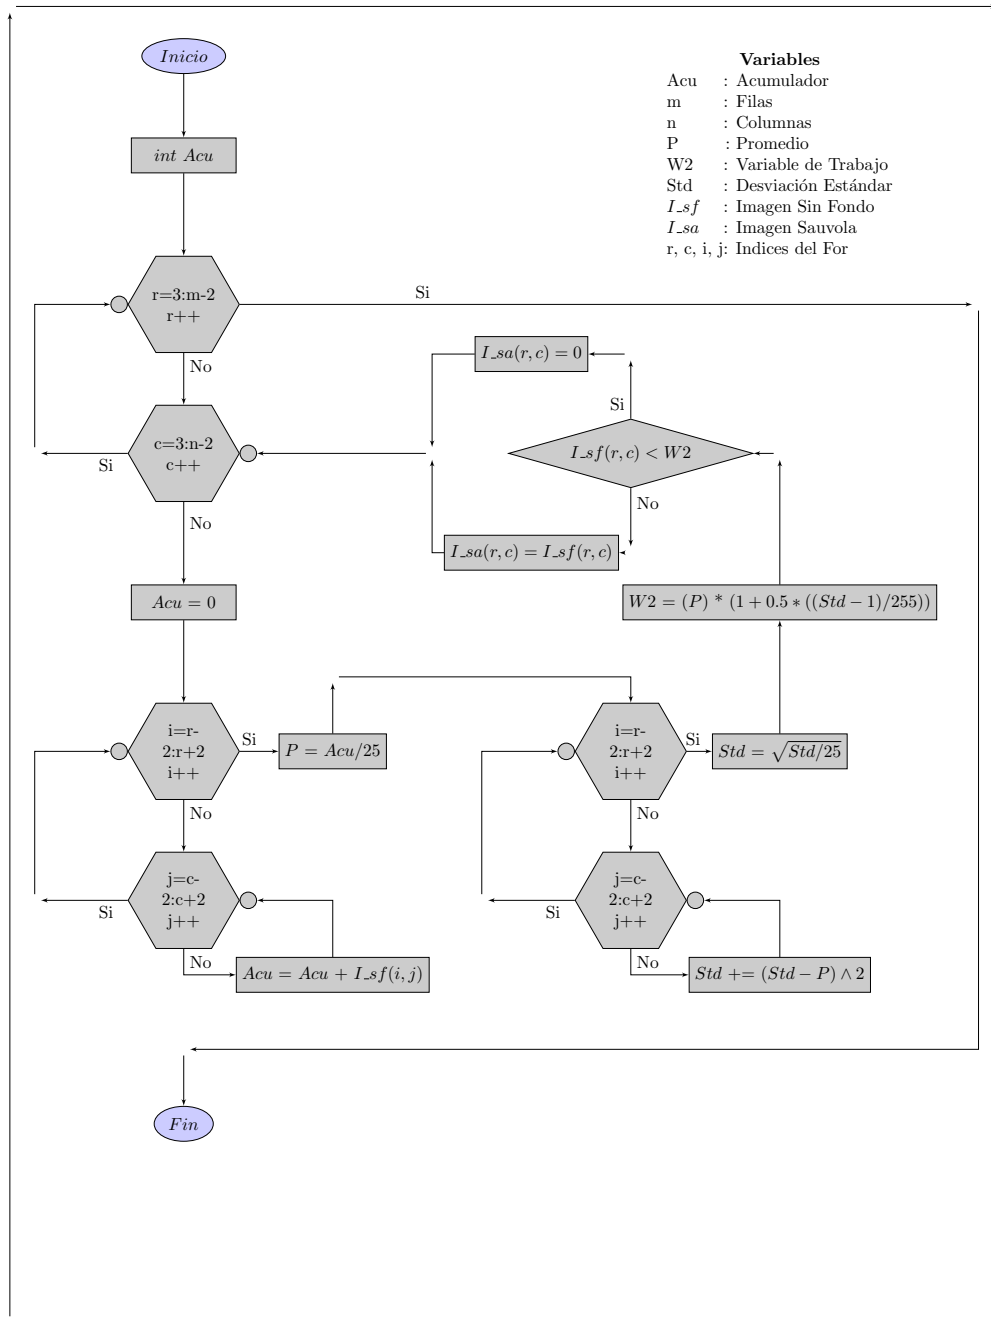 Inicio
int Acu
r=3:m-2
r++
Si
No
c=3:n-2
c++
Si
No
Acu = 0
i=r-
2:r+2
i++
Si
No
P = Acu/25
j=c-
2:c+2
j++
Si
No
Acu = Acu + I_sf(i, j)
i=r-
2:r+2
i++
Si
No
Std = √Std/25
j=c-
2:c+2
j++
Si
No
Std += (Std − P) ∧ 2
W2 = (P) * (1 + 0.5 ∗ ((Std − 1)/255))
I_sf(r, c) < W2
Si
No
I_sa(r, c) = 0
I_sa(r, c) = I_sf(r, c)
Fin
Variables
Acu : Acumulador
m : Filas
n : Columnas
P : Promedio
W2 : Variable de Trabajo
Std : Desviación Estándar
I_sf : Imagen Sin Fondo
I_sa : Imagen Sauvola
r, c, i, j: Indices del For